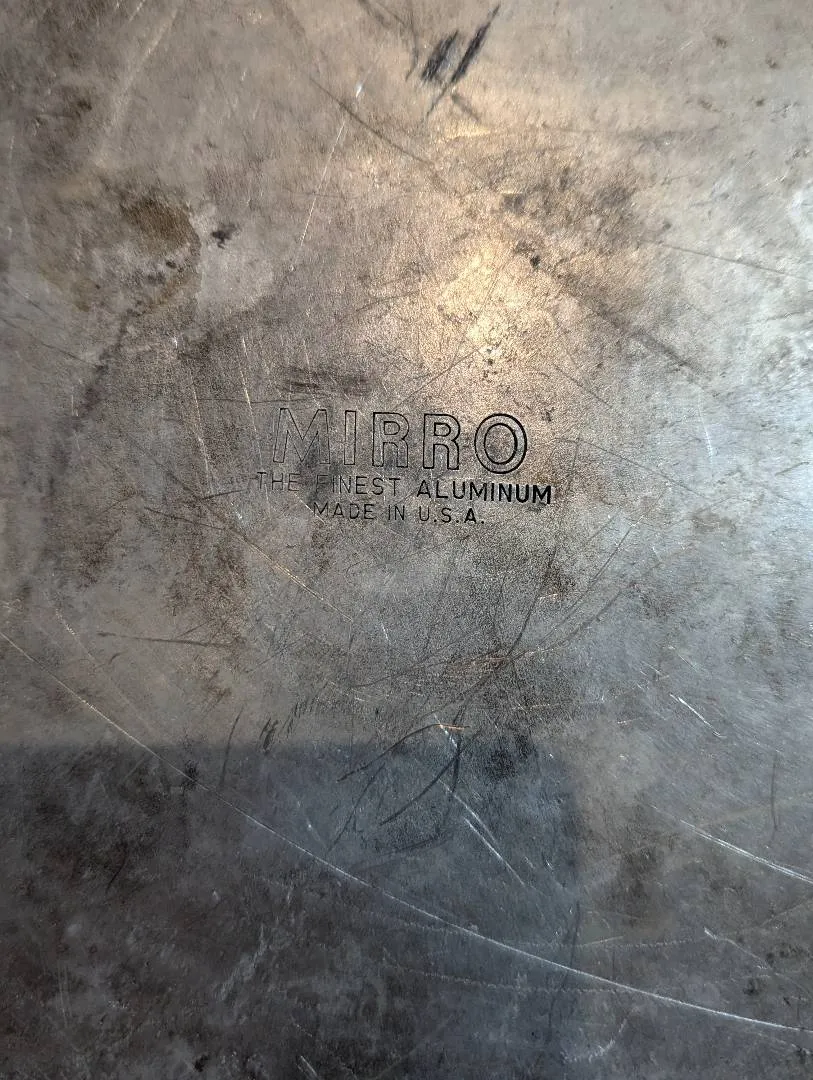 MIRRO
THE FINEST ALUMINUM
MADE IN U.S.A.